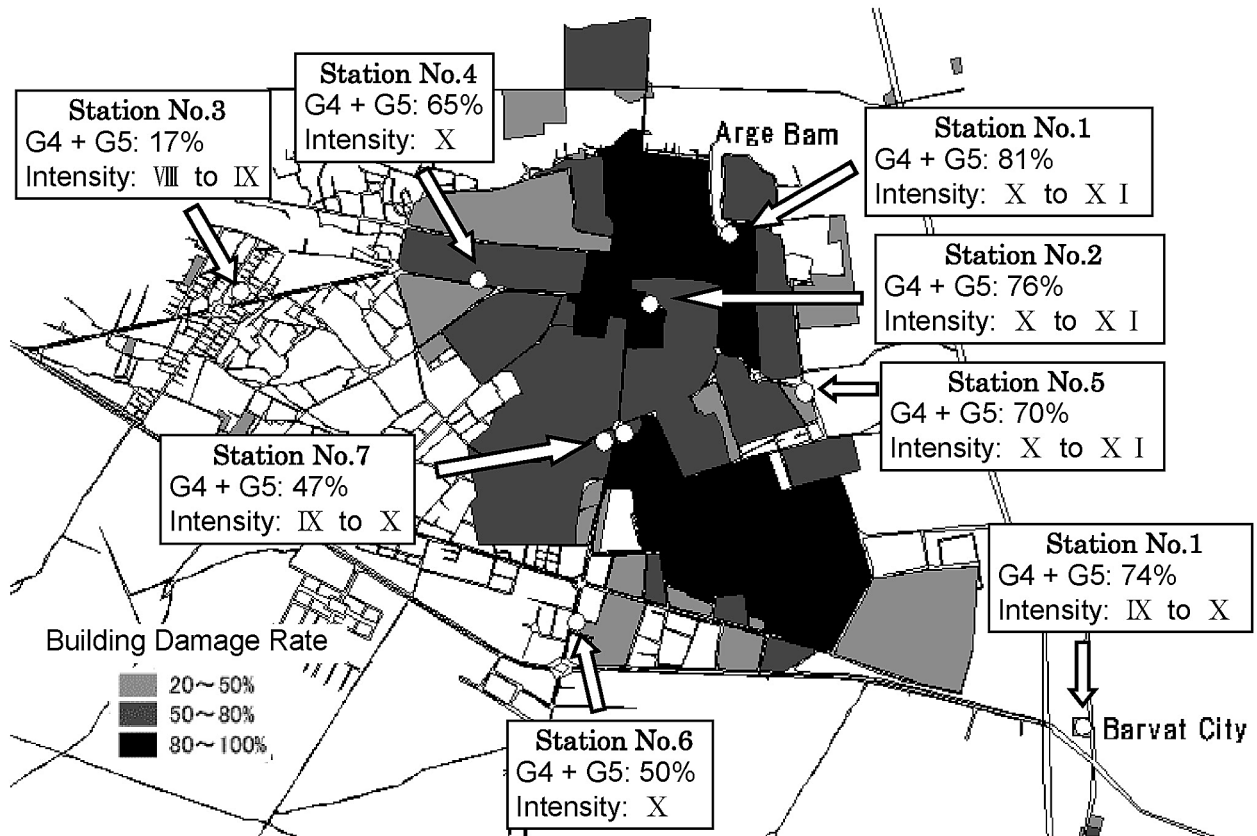 Station No.4
G4 + G5: 65%
Intensity: Ⅹ
Station No.3
G4 + G5: 17%
Intensity: Ⅷ to Ⅸ
Arge Bam
Station No.1
G4 + G5: 81%
Intensity: Ⅹ to Ⅹ Ⅰ
Station No.2
G4 + G5: 76%
Intensity: Ⅹ to Ⅹ Ⅰ
Station No.5
G4 + G5: 70%
Intensity: Ⅹ to Ⅹ Ⅰ
Station No.7
G4 + G5: 47%
Intensity: Ⅸ to Ⅹ
Station No.1
G4 + G5: 74%
Intensity: Ⅸ to Ⅹ
Building Damage Rate
20～50%
50～80%
80～100%
Barvat City
Station No.6
G4 + G5: 50%
Intensity: Ⅹ